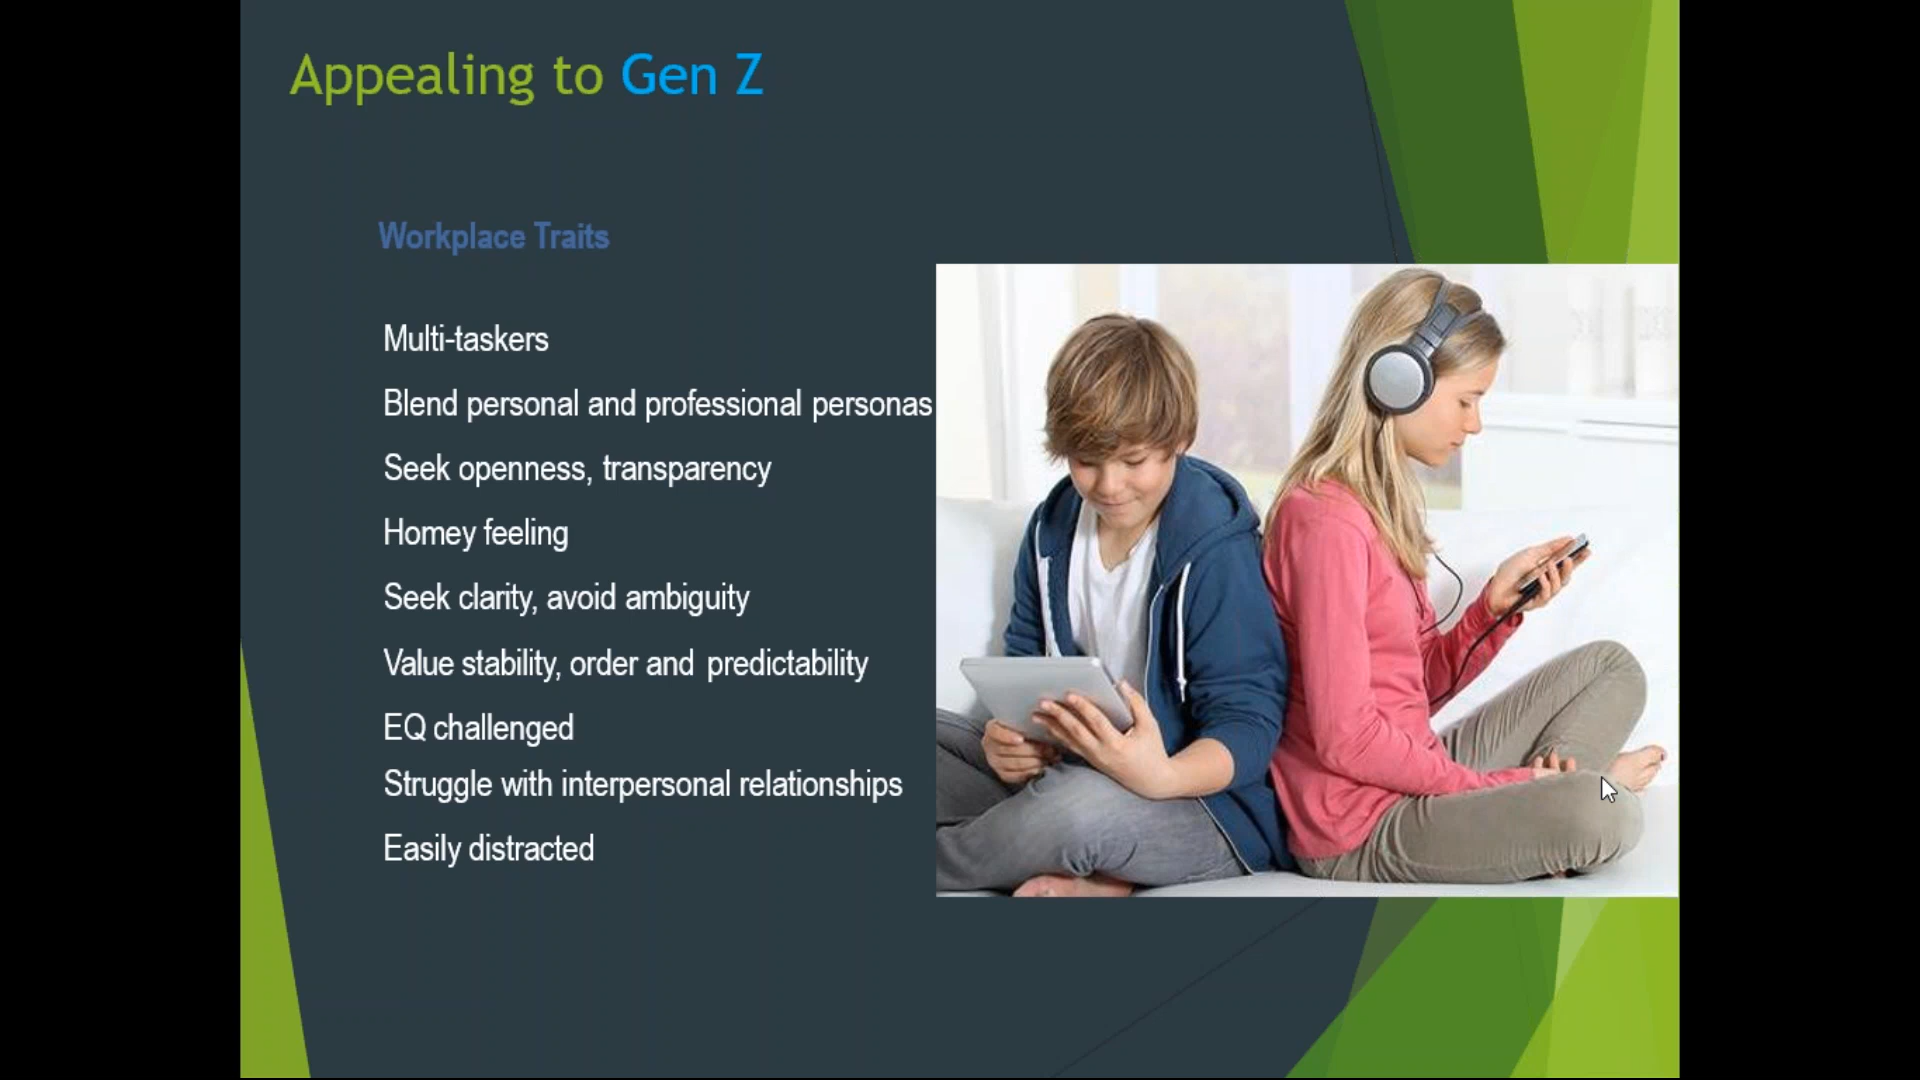 Appealing to Gen Z
Workplace Traits
Multi-taskers
Blend personal and professional personas
Seek openness, transparency
Homey feeling
Seek clarity, avoid ambiguity
Value stability, order and predictability
EQ challenged
Struggle with interpersonal relationships
Easily distracted